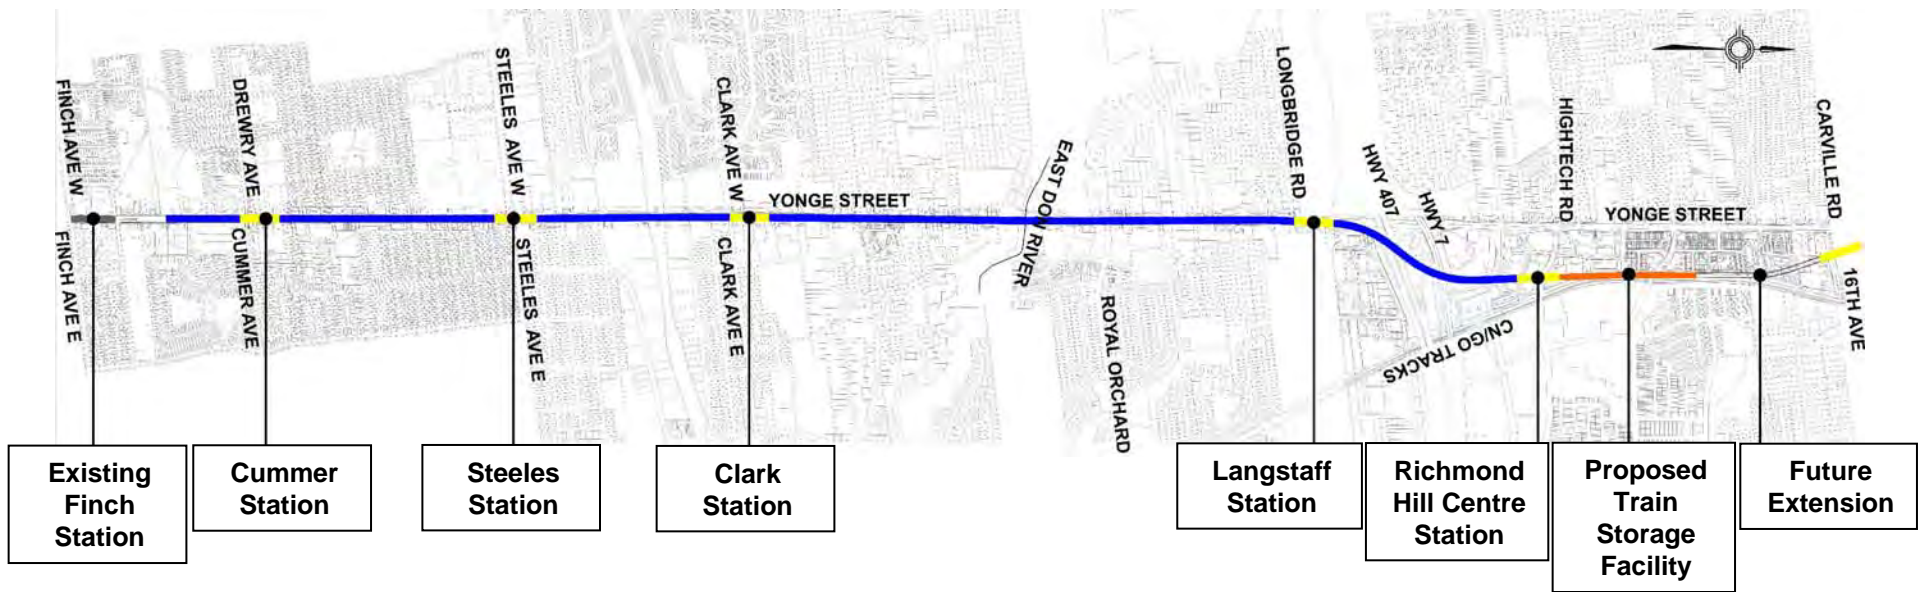 FINCH AVE W
DREWRY AVE
STEELES AVE W
CLARK AVE W
EAST DON RIVER
LONGBRIDGE RD
HWY 407
HWY 7
HIGHTECH RD
CARVILLE RD
YONGE STREET
YONGE STREET
FINCH AVE E
CUMMER AVE
STEELES AVE E
CLARK AVE E
ROYAL ORCHARD
CN/GO TRACKS
16TH AVE
Existing
Finch
Station
Cummer
Station
Steeles
Station
Clark
Station
Langstaff
Station
Richmond
Hill Centre
Station
Proposed
Train
Storage
Facility
Future
Extension